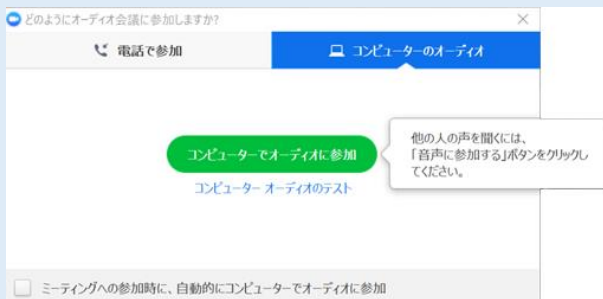 どのようにオーディオ会議に参加しますか?
電話で参加
コンピューターのオーディオ
コンピューターでオーディオに参加
他の人の声を聞くには、
「音声に参加する」ボタンをクリックし
てください。
コンピューター オーディオのテスト
ミーティングへの参加時に、自動的にコンピューターでオーディオに参加